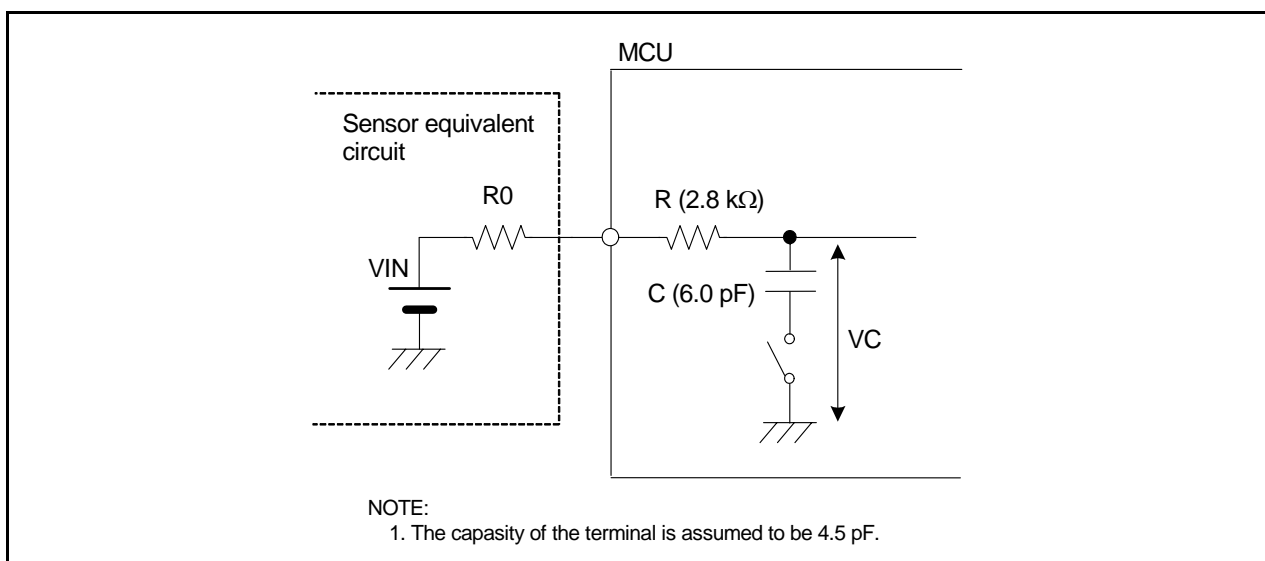 MCU
Sensor equivalent
circuit
R0
R (2.8 kΩ)
VIN
C (6.0 pF)
VC
NOTE:
1. The capasity of the terminal is assumed to be 4.5 pF.